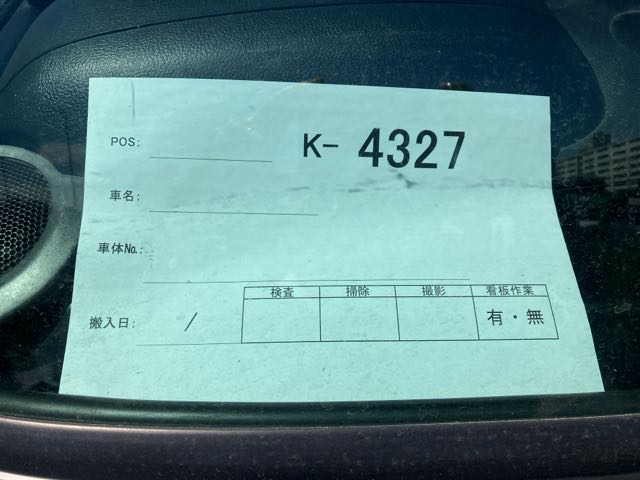 POS: K- 4327
車名:
車体No.:
検査 掃除 撮影 看板作業
搬入日: / 有・無